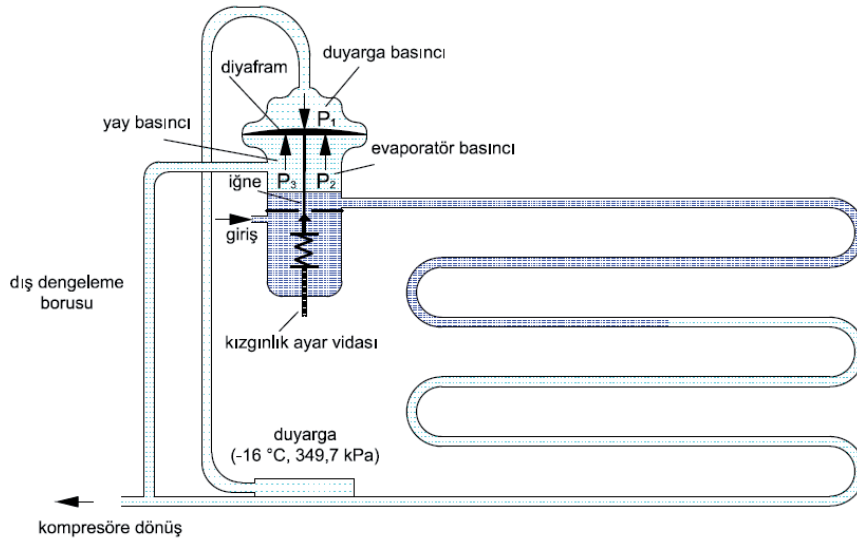 duyarga basıncı
diyafram
P₁
yay basıncı
evaporatör basıncı
P₃
P₂
iğne
giriş
dış dengeleme
borusu
kızgınlık ayar vidası
duyarga
(-16 °C, 349,7 kPa)
kompresöre dönüş